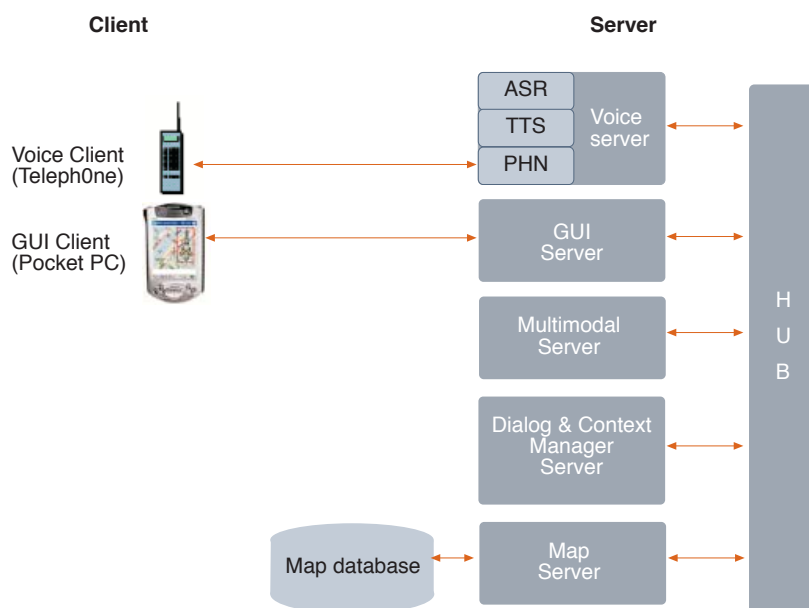 Client
Server
ASR
TTS
PHN
Voice
server
Voice Client
(Teleph0ne)
GUI Client
(Pocket PC)
GUI
Server
Multimodal
Server
H
U
B
Dialog & Context
Manager
Server
Map database
Map
Server